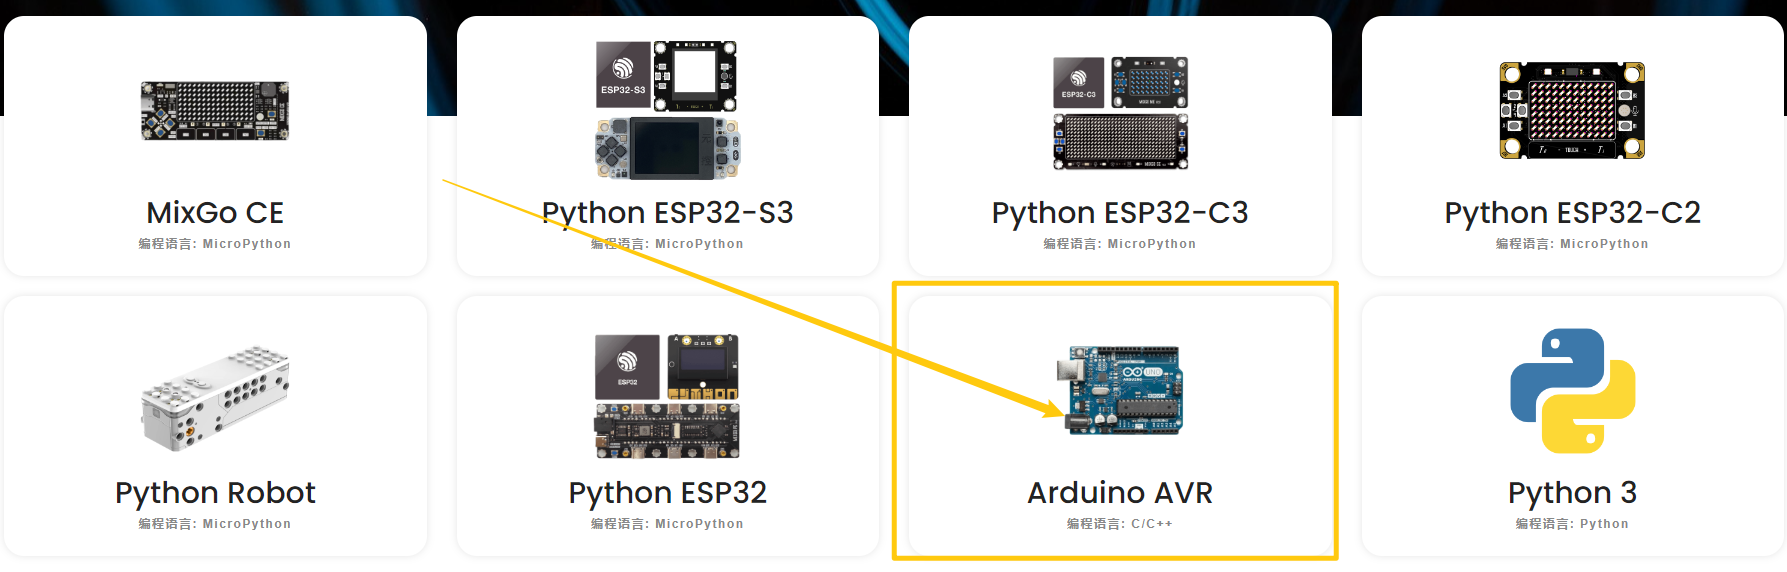 ESP32-S3
ESP32-C3
MixGo CE
编程语言: MicroPython
Python ESP32-S3
编程语言: MicroPython
Python ESP32-C3
编程语言: MicroPython
Python ESP32-C2
编程语言: MicroPython
ESP32
A
B
UNO
ARDUINO
Python Robot
编程语言: MicroPython
Python ESP32
编程语言: MicroPython
Arduino AVR
编程语言: C/C++
Python 3
编程语言: Python